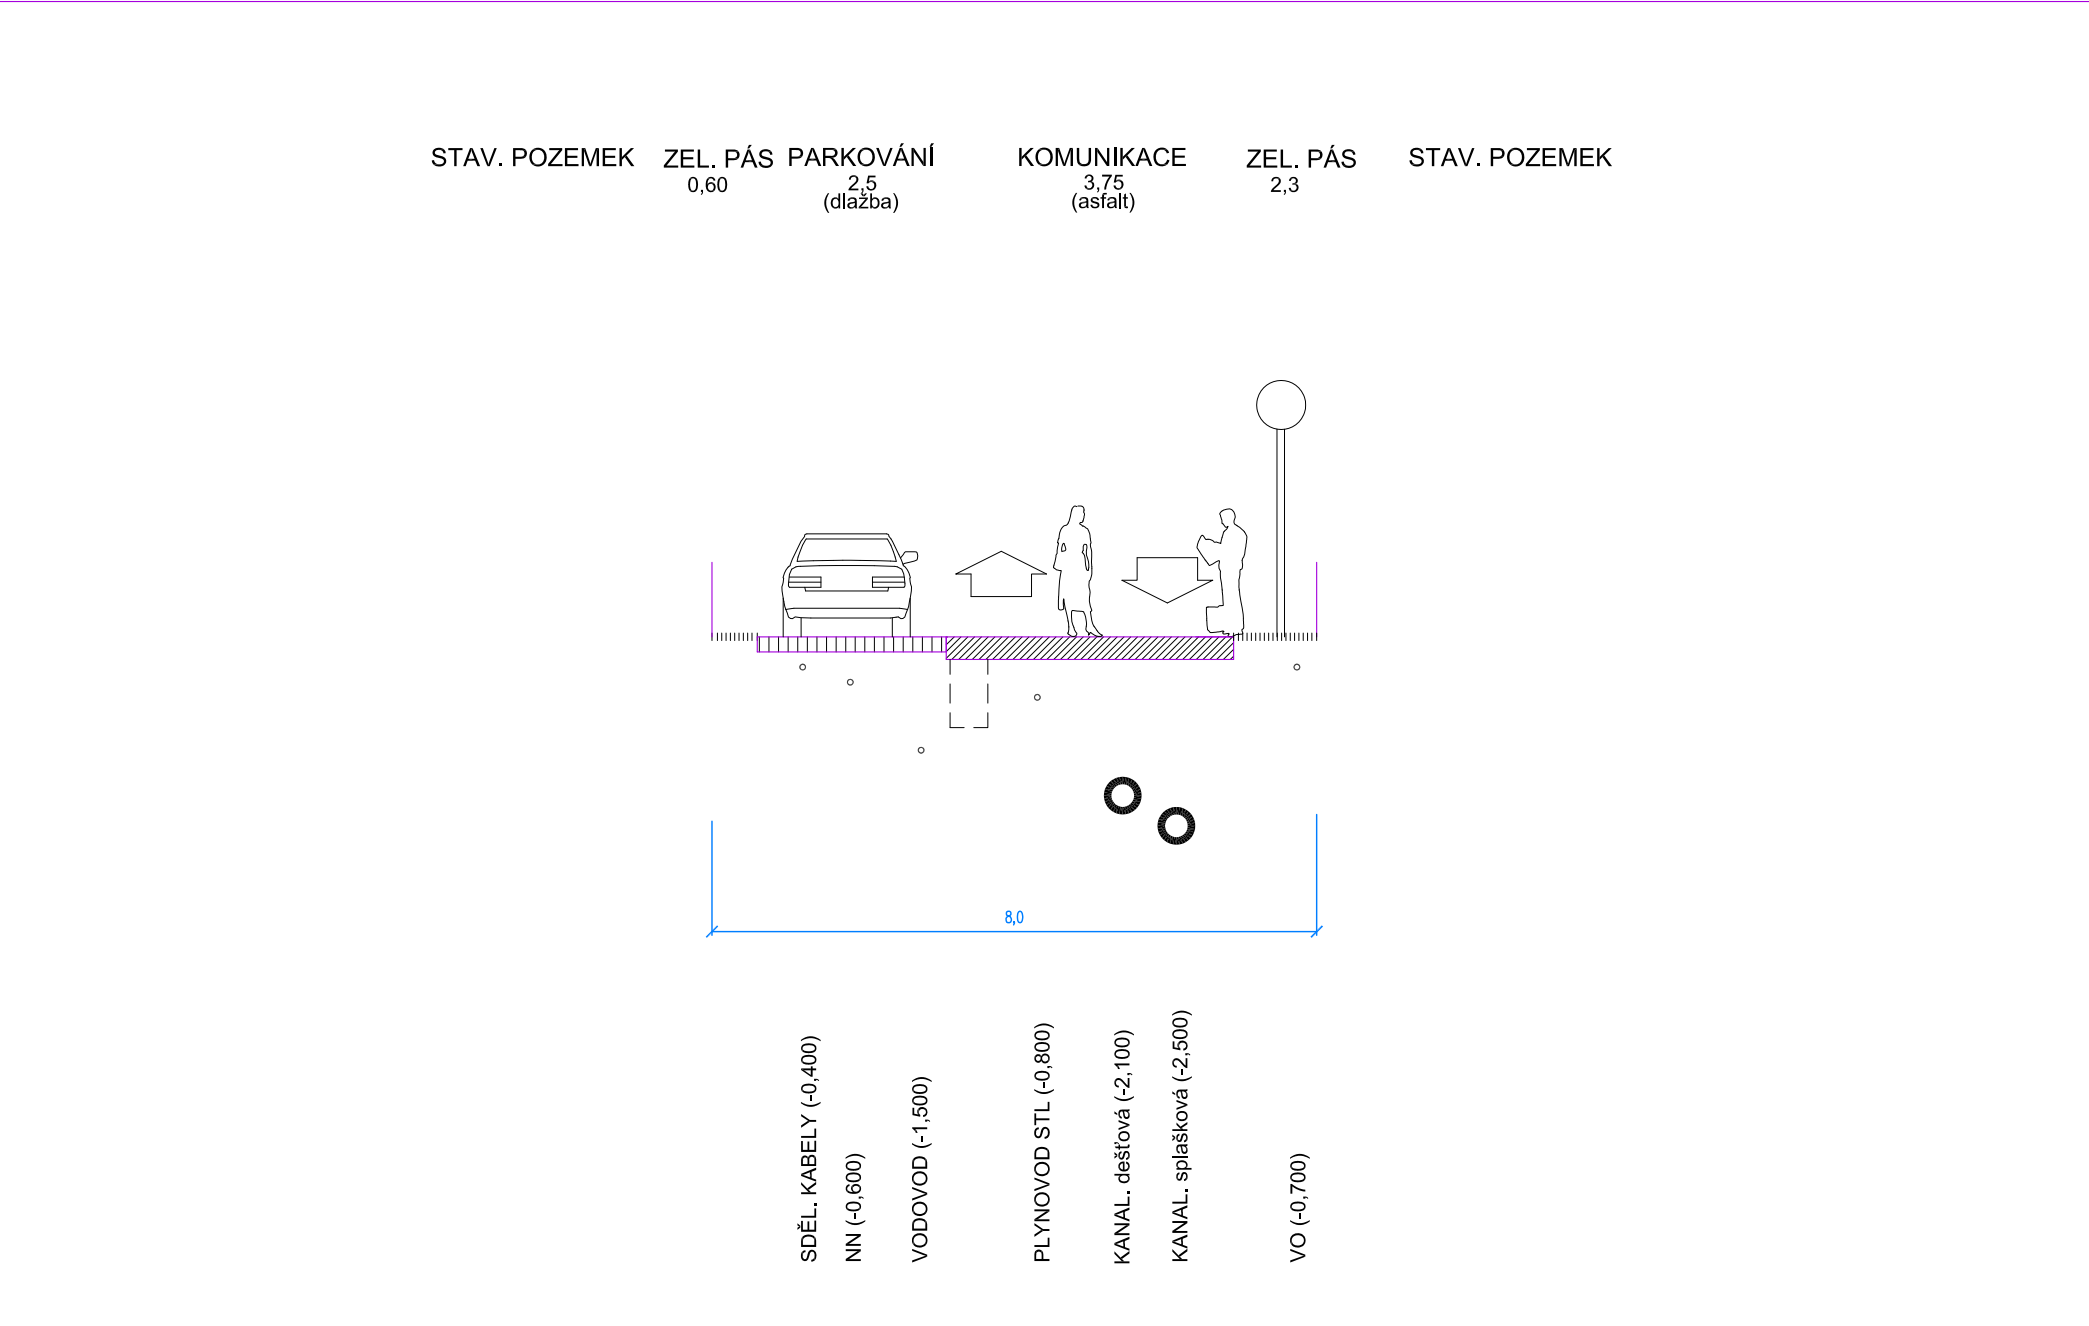 STAV. POZEMEK
ZEL. PÁS
0,60
PARKOVÁNÍ
2,5
(dlažba)
KOMUNIKACE
3,75
(asfalt)
ZEL. PÁS
2,3
STAV. POZEMEK
8,0
SDĚL. KABELY (-0,400)
NN (-0,600)
VODOVOD (-1,500)
PLYNOVOD STL (-0,800)
KANAL. dešťová (-2,100)
KANAL. splašková (-2,500)
VO (-0,700)